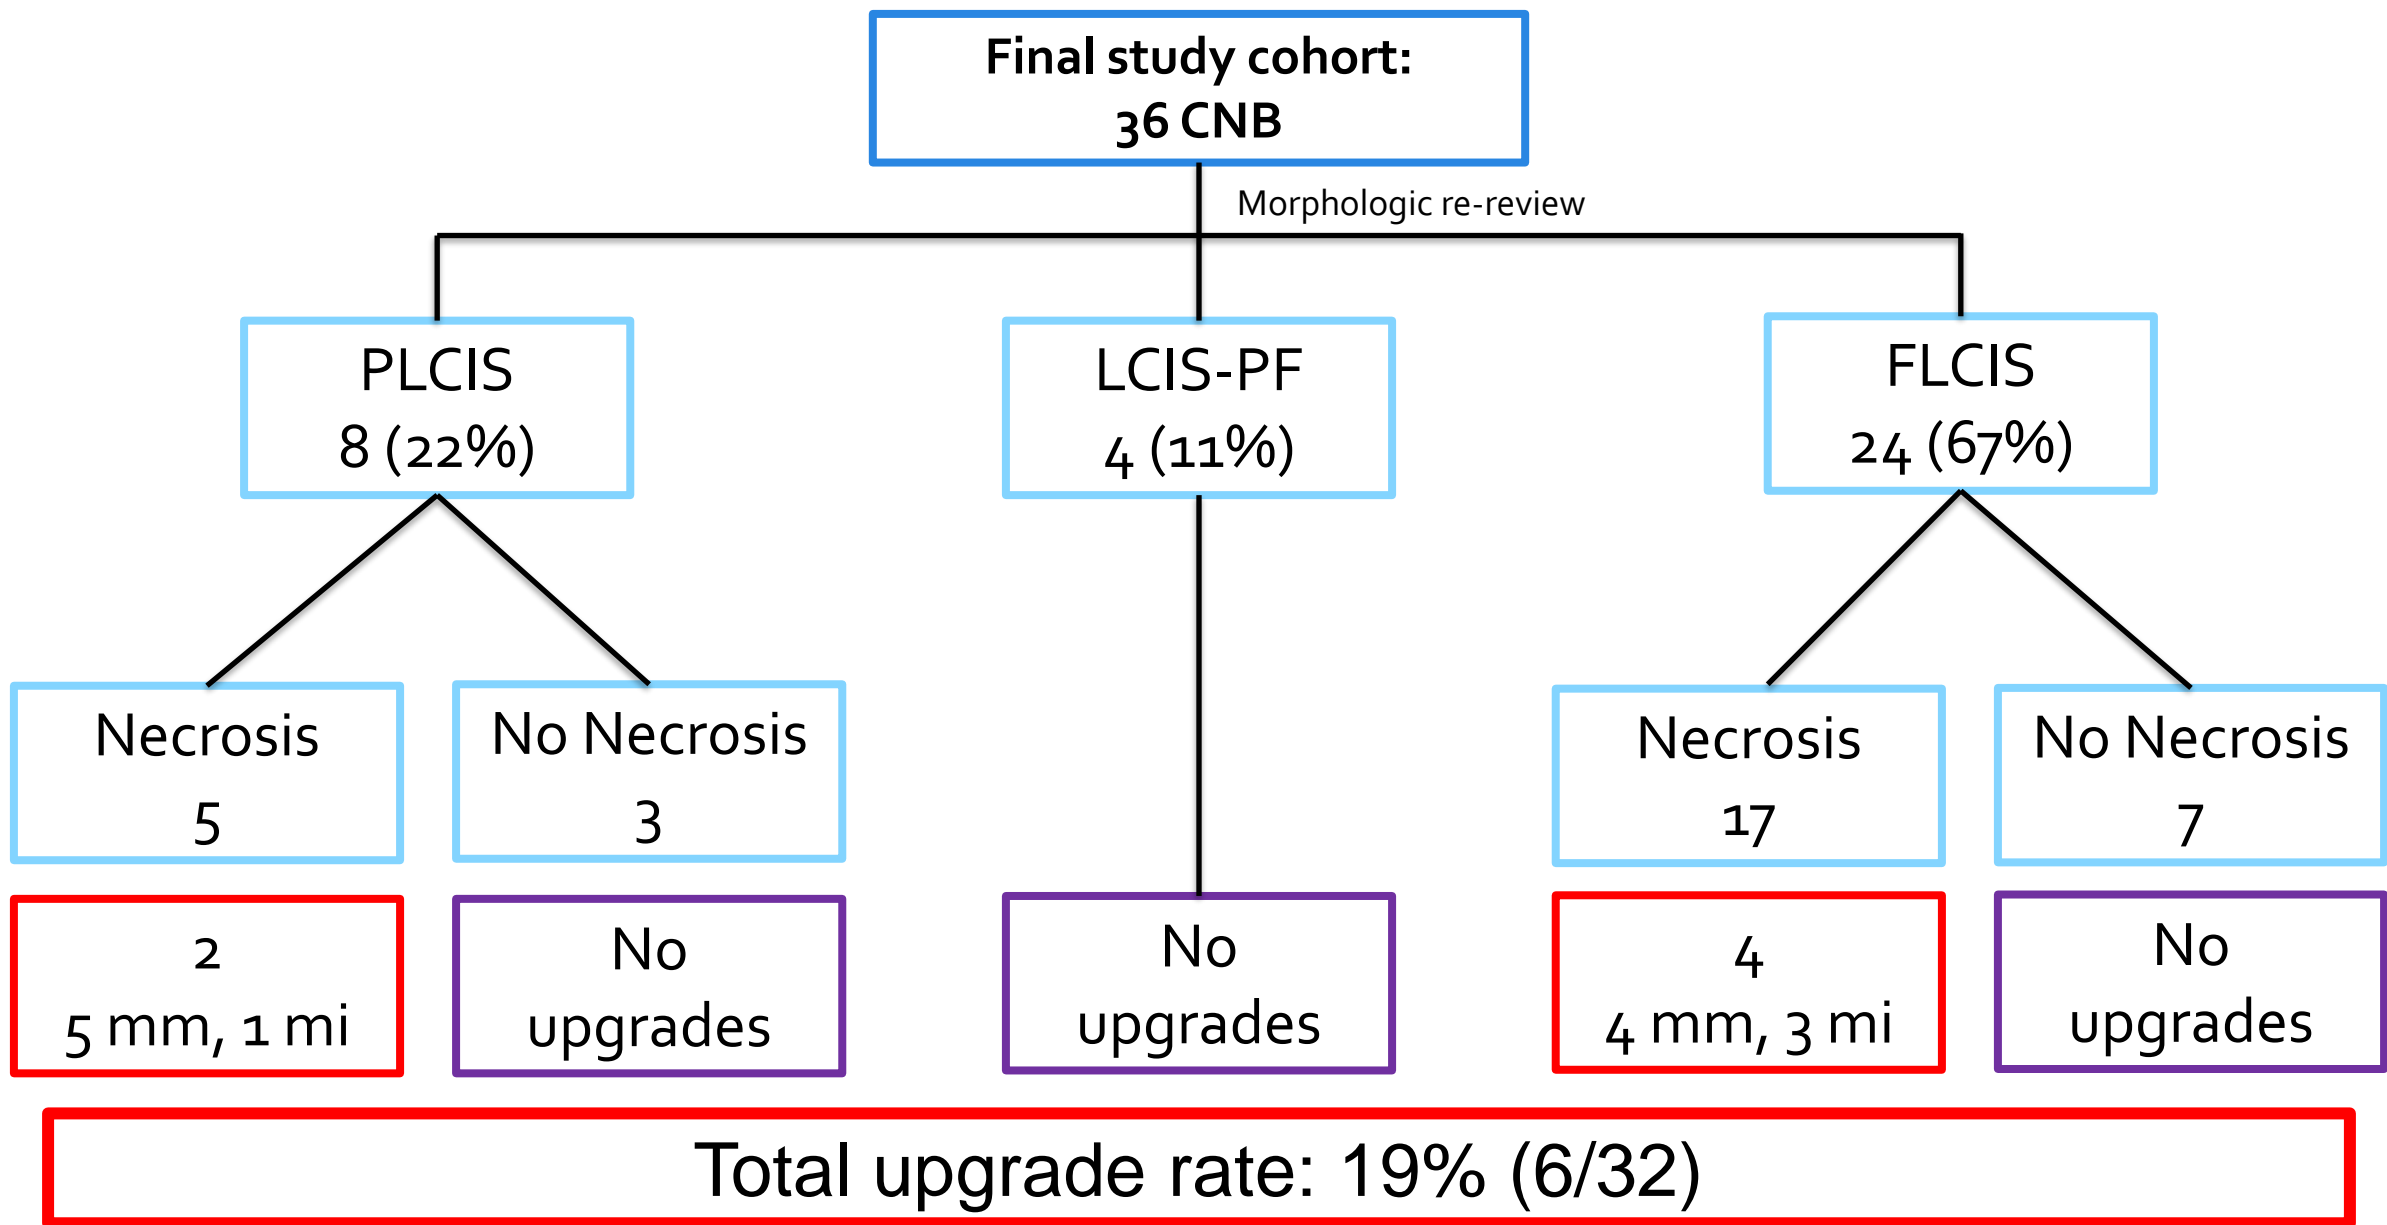 Final study cohort:
36 CNB
Morphologic re-review
PLCIS
8 (22%)
LCIS-PF
4 (11%)
FLCIS
24 (67%)
Necrosis
5
No Necrosis
3
Necrosis
17
No Necrosis
7
2
5 mm, 1 mi
No
upgrades
No
upgrades
4
4 mm, 3 mi
No
upgrades
Total upgrade rate: 19% (6/32)